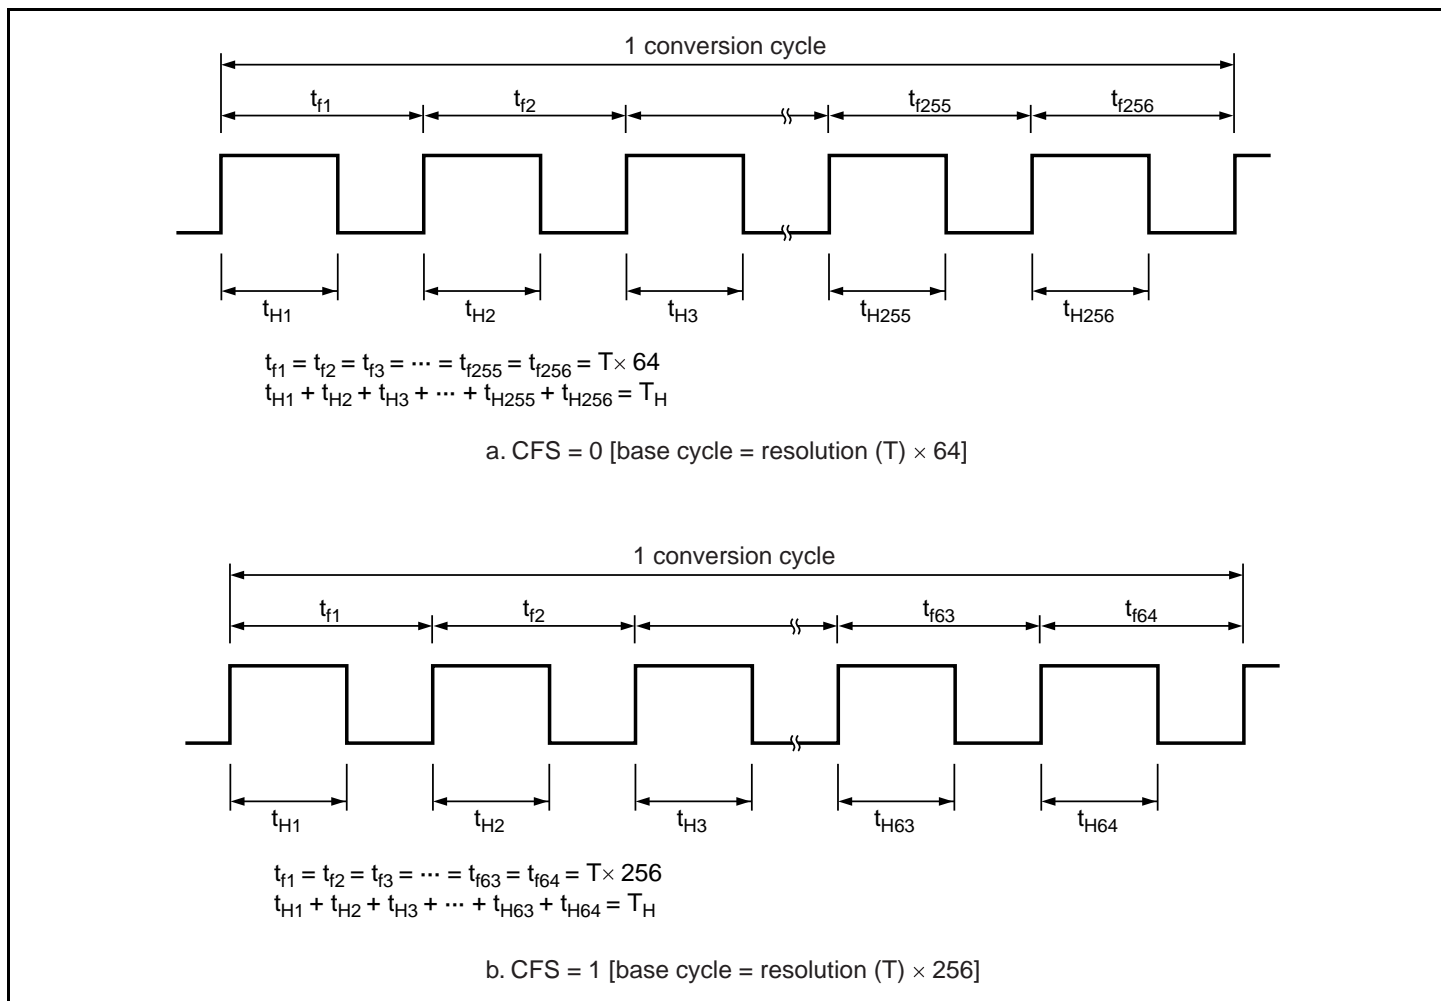 1 conversion cycle
tf1 tf2 tf255 tf256
tH1 tH2 tH3 tH255 tH256
tf1 = tf2 = tf3 = ··· = tf255 = tf256 = T× 64
tH1 + tH2 + tH3 + ··· + tH255 + tH256 = TH
a. CFS = 0 [base cycle = resolution (T) × 64]
1 conversion cycle
tf1 tf2 tf63 tf64
tH1 tH2 tH3 tH63 tH64
tf1 = tf2 = tf3 = ··· = tf63 = tf64 = T× 256
tH1 + tH2 + tH3 + ··· + tH63 + tH64 = TH
b. CFS = 1 [base cycle = resolution (T) × 256]